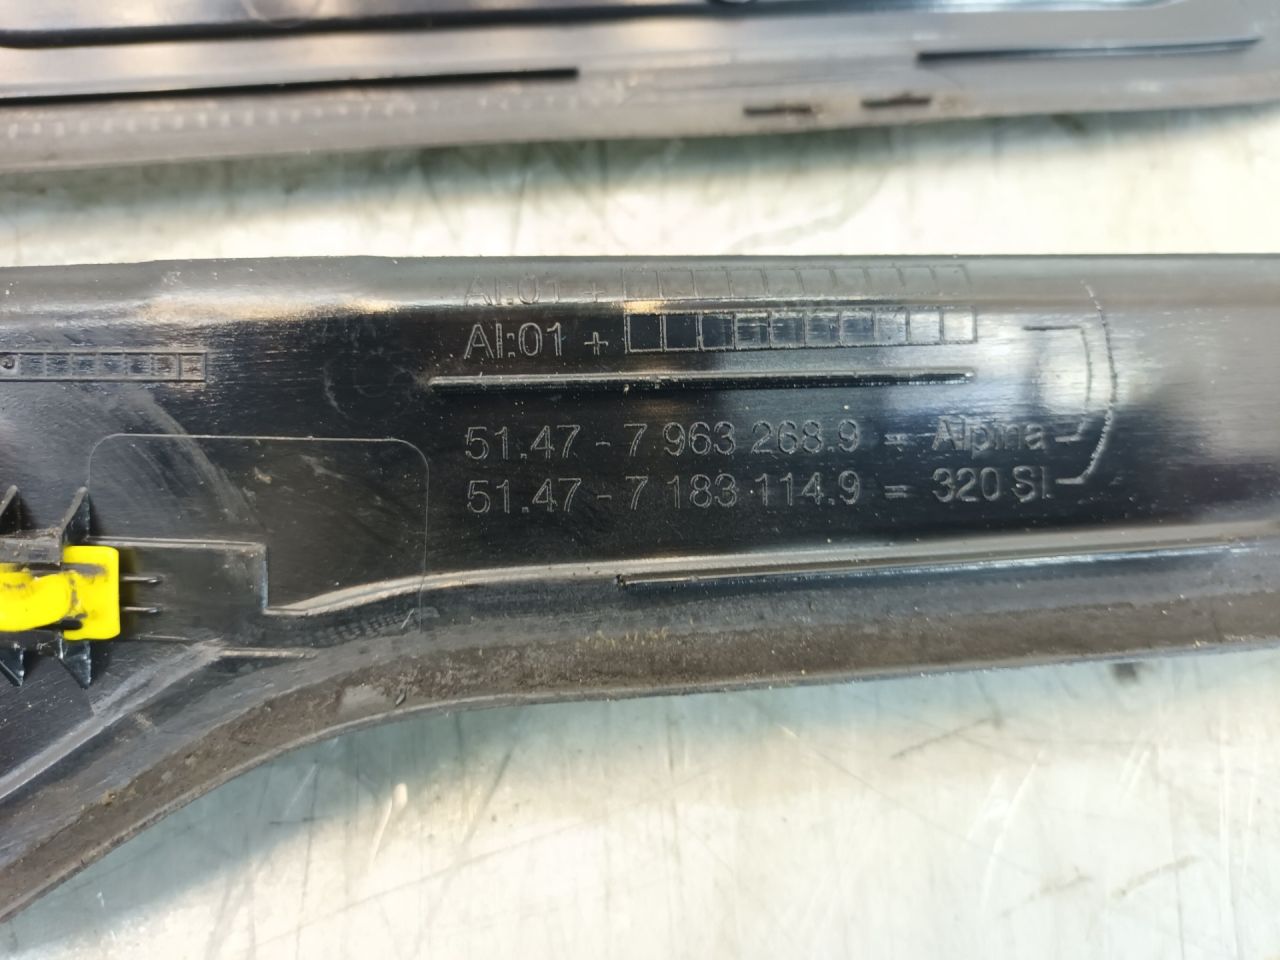 AI:01 +
AI:01 +
51.47 - 7 963 268.9 = Alpina
51.47 - 7 183 114.9 = 320 SI